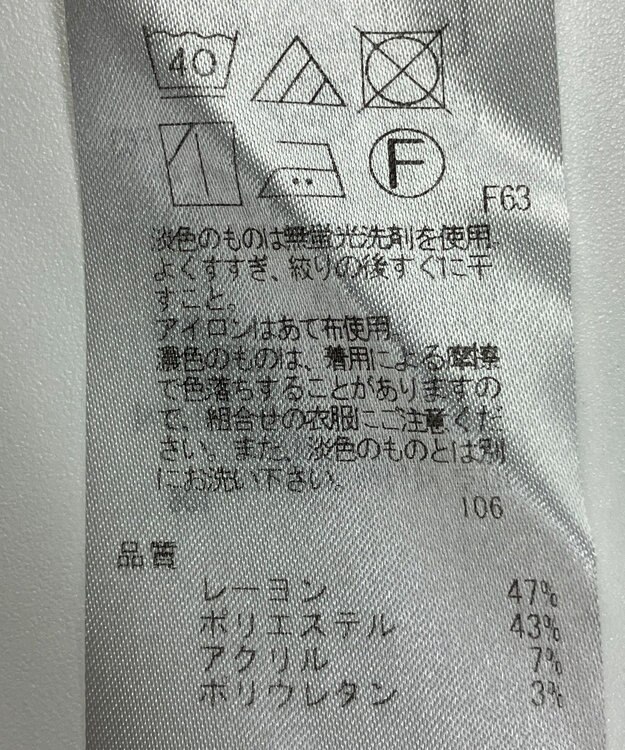 40
F
F63
淡色のものは無蛍光洗剤を使用
よくすすぎ、絞りの後すぐに干
すこと。
アイロンはあて布使用
濃色のものは、着用による摩擦
で色落ちすることがありますの
で、組合せの衣服にご注意くだ
さい。また、淡色のものとは別
にお洗い下さい。
106
品質
レーヨン 47%
ポリエステル 43%
アクリル 7%
ポリウレタン 3%